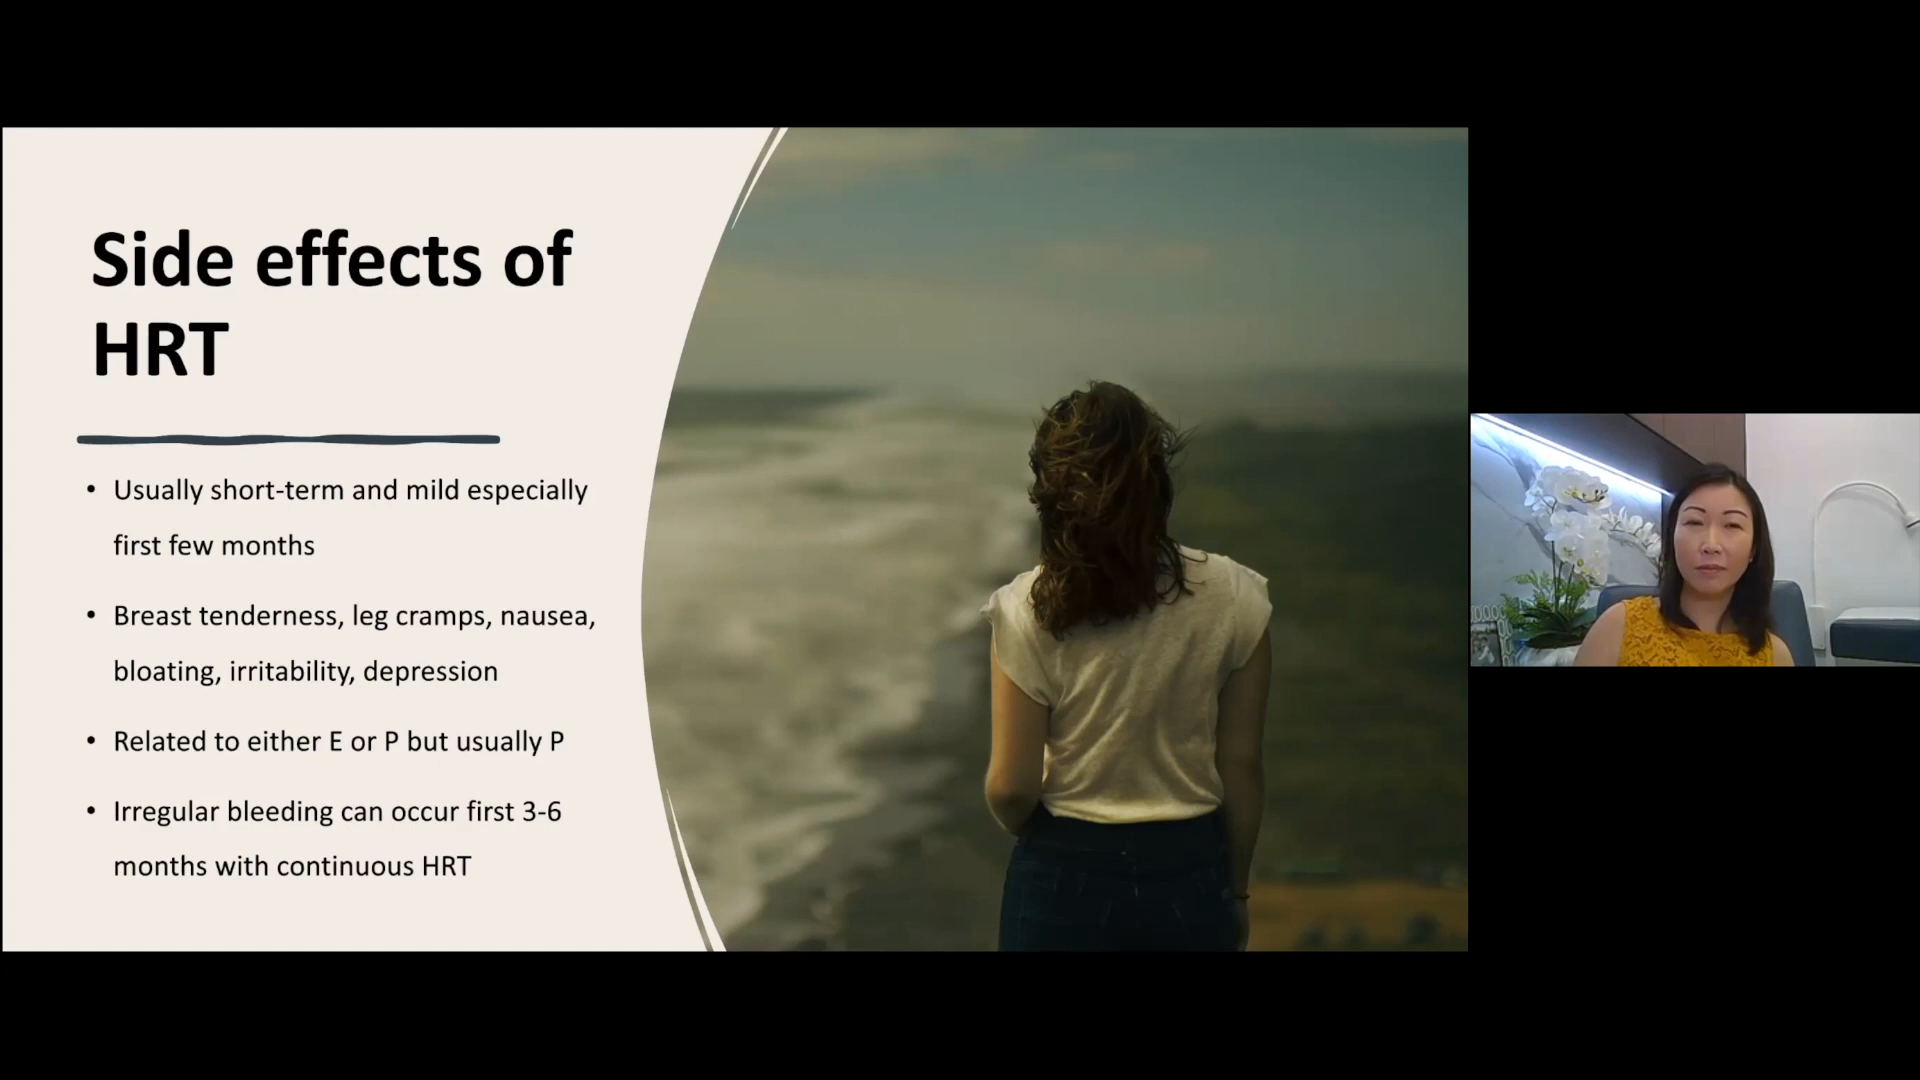 Side effects of
HRT
• Usually short-term and mild especially
first few months
• Breast tenderness, leg cramps, nausea,
bloating, irritability, depression
• Related to either E or P but usually P
• Irregular bleeding can occur first 3-6
months with continuous HRT